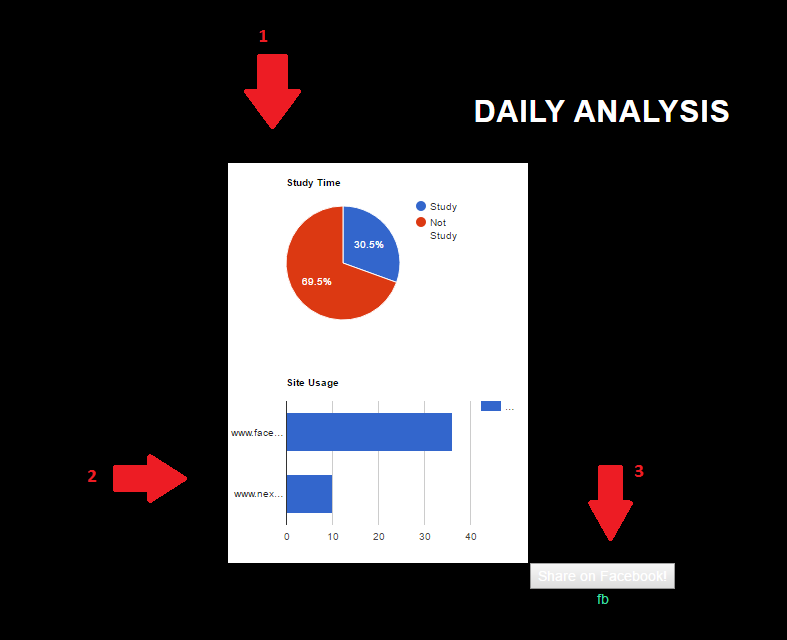 1
DAILY ANALYSIS
Study Time
Study
Not
Study
30.5%
69.5%
Site Usage
...
www.face...
2
www.nex...
3
0 10 20 30 40
Share on Facebook!
fb